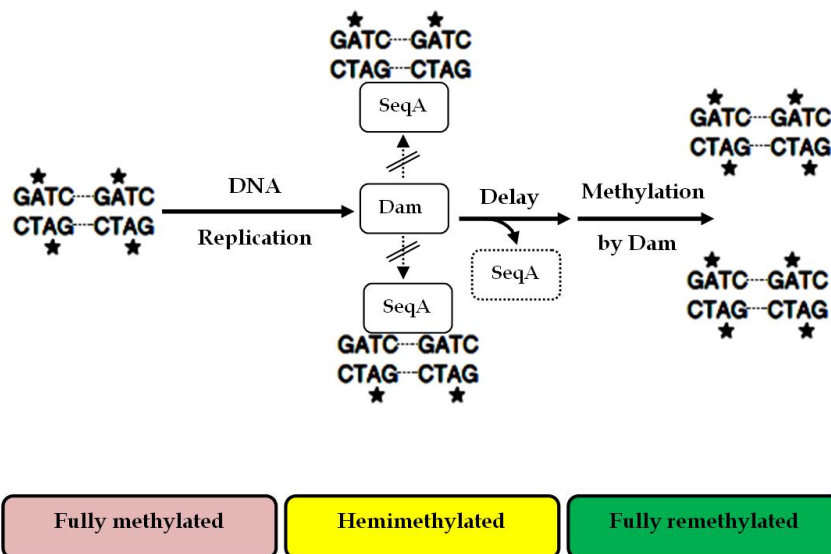 GATC----GATC
CTAG----CTAG
SeqA
GATC----GATC
CTAG----CTAG
DNA
Replication
Dam
Delay
SeqA
Methylation
by Dam
GATC----GATC
CTAG----CTAG
GATC----GATC
CTAG----CTAG
SeqA
GATC----GATC
CTAG----CTAG
Fully methylated
Hemimethylated
Fully remethylated